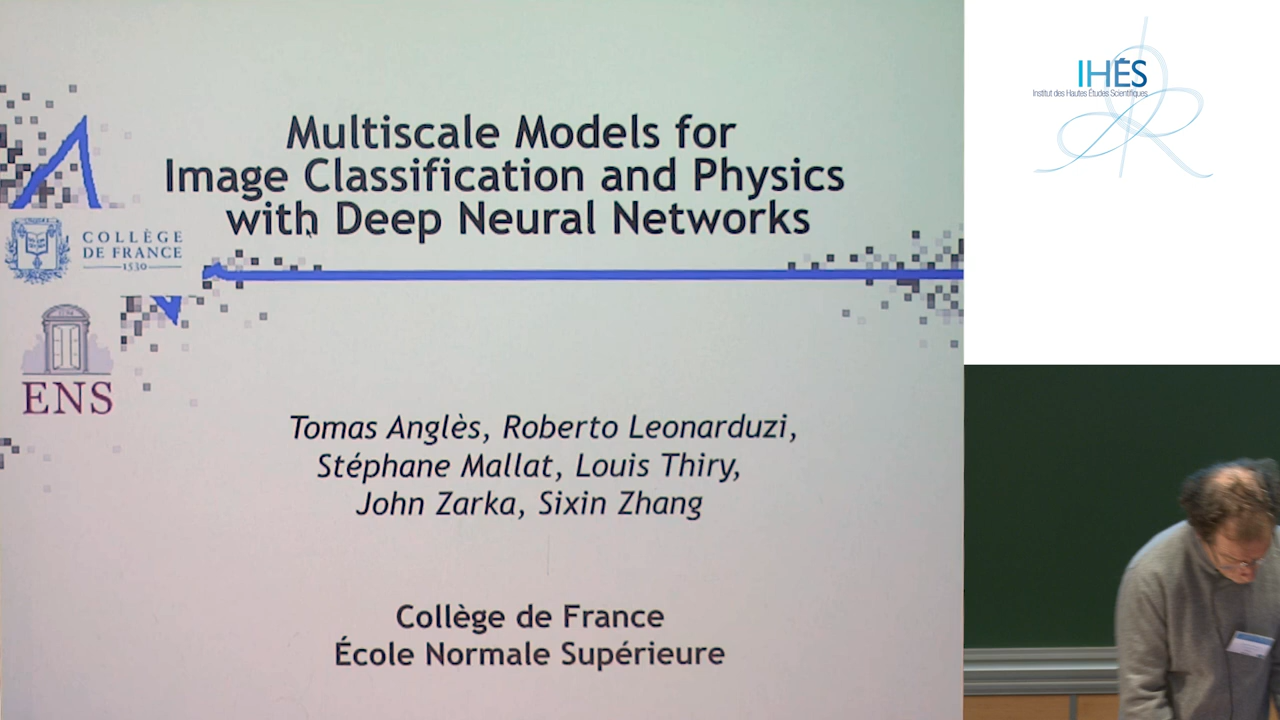 Multiscale Models for
Image Classification and Physics
with Deep Neural Networks
COLLÈGE
DE FRANCE
1530
ENS
Tomas Anglès, Roberto Leonarduzi,
Stéphane Mallat, Louis Thiry,
John Zarka, Sixin Zhang
Collège de France
École Normale Supérieure
IHÉS
Institut des Hautes Études Scientifiques